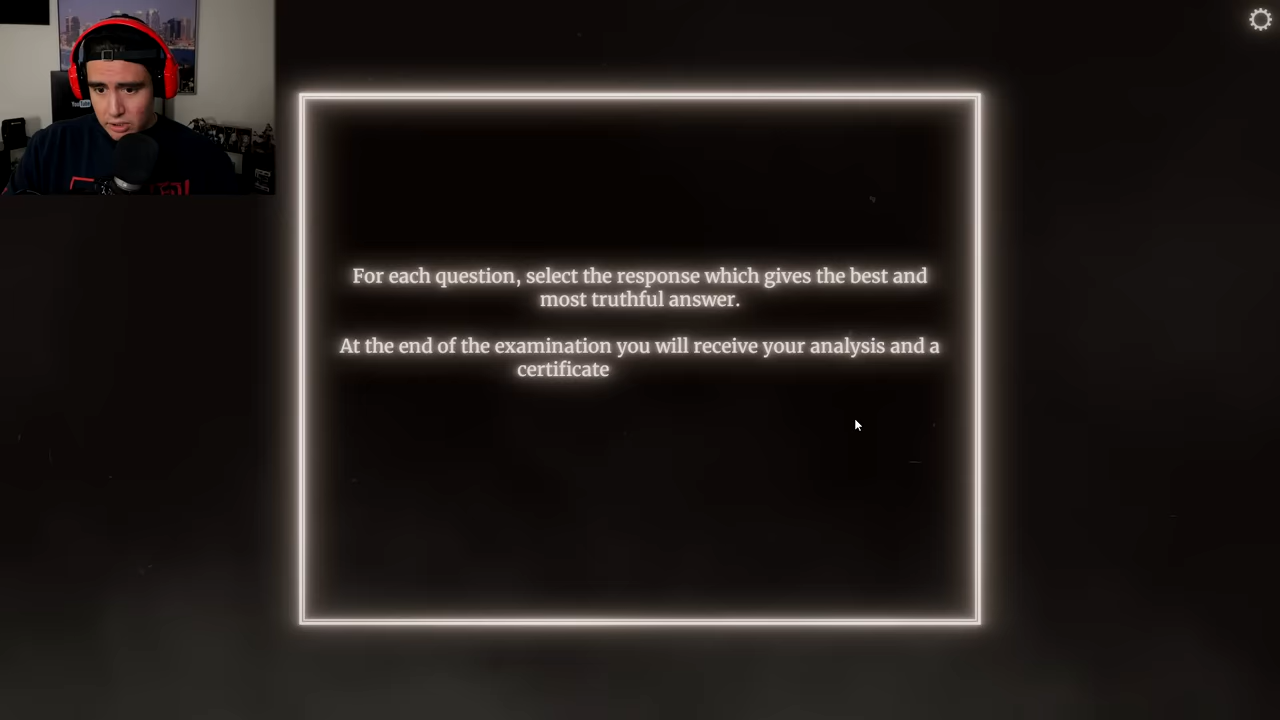 For each question, select the response which gives the best and
most truthful answer.
At the end of the examination you will receive your analysis and a
certificate